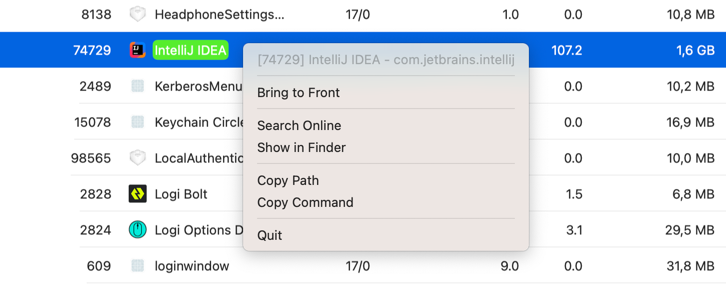 8138 HeadphoneSettings... 17/0 1.0 0.0 10,8 MB
74729 IntelliJ IDEA 107.2 1,6 GB
[74729] IntelliJ IDEA - com.jetbrains.intellij
2489 KerberosMenu 0.0 10,2 MB
Bring to Front
15078 Keychain Circle 0.0 16,9 MB
Search Online
Show in Finder
98565 LocalAuthentic 0.0 10,0 MB
Copy Path
2828 Logi Bolt 1.5 6,8 MB
Copy Command
2824 Logi Options D 3.1 29,5 MB
Quit
609 loginwindow 17/0 9.0 0.0 31,8 MB